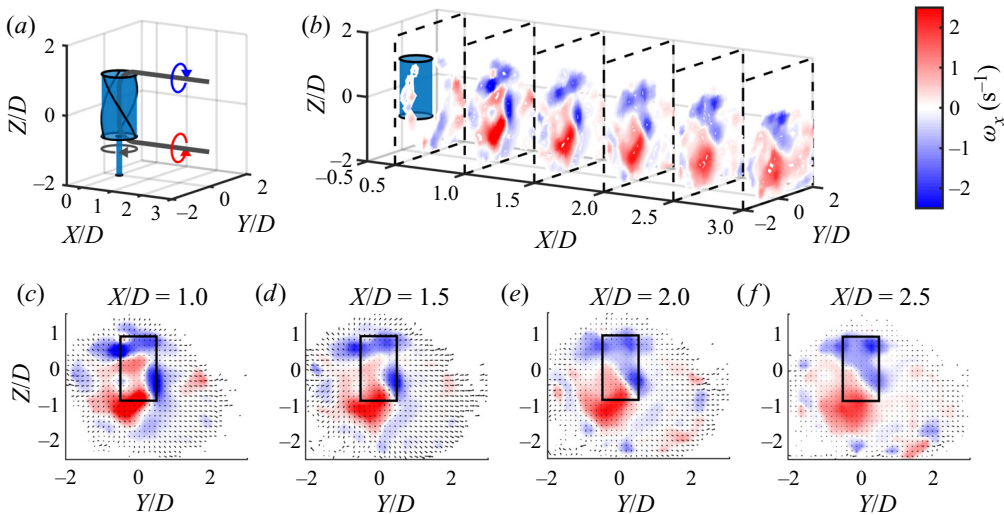 (a)
2
0
−2
Z/D
0
1
2
3
X/D
−2
0
2
Y/D
(b)
2
0
−2
Z/D
−0.5
0.5
1.0
1.5
2.0
2.5
3.0
X/D
−2
0
2
Y/D
2
1
0
−1
−2
ωx (s−1)
(c) X/D = 1.0
(d) X/D = 1.5
(e) X/D = 2.0
(f) X/D = 2.5
Z/D
1 1 1 1
0 0 0 0
−1 −1 −1 −1
−2 −2 −2 −2
−2 0 2 −2 0 2 −2 0 2 −2 0 2
Y/D Y/D Y/D Y/D